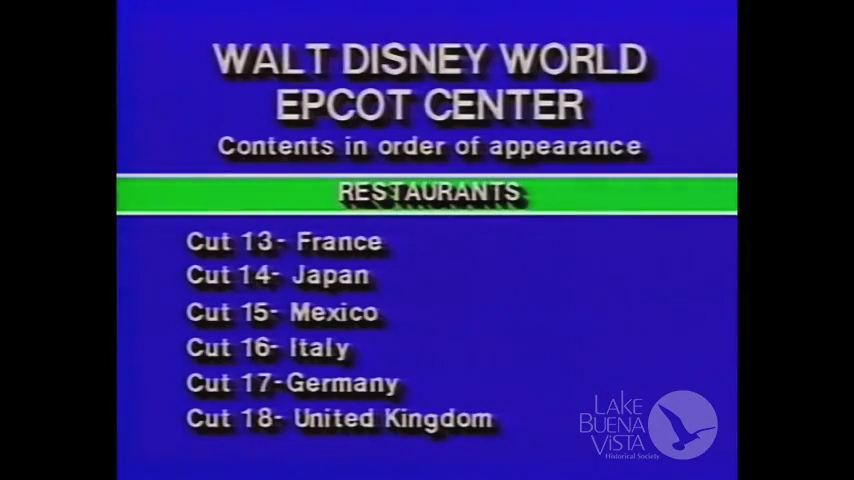 WALT DISNEY WORLD
EPCOT CENTER
Contents in order of appearance
RESTAURANTS
Cut 13- France
Cut 14- Japan
Cut 15- Mexico
Cut 16- Italy
Cut 17-Germany
Cut 18- United Kingdom
LAKE
BUENA
VISTA
Historical Society